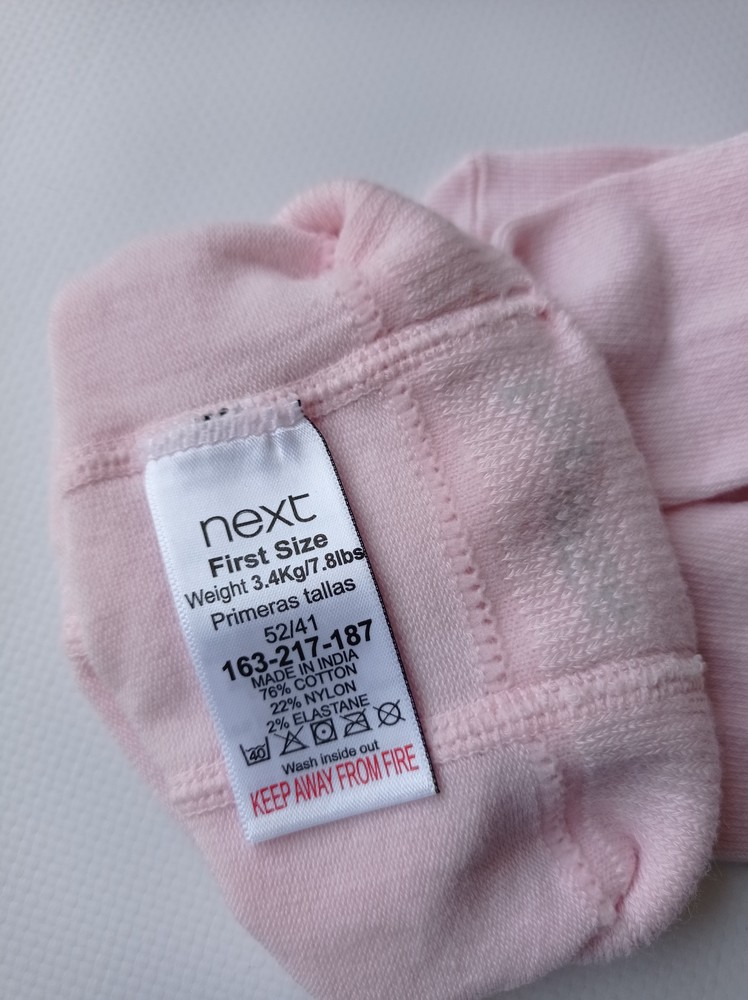 next
First Size
Weight 3.4Kg/7.8lbs
Primeras tallas
52/41
163-217-187
MADE IN INDIA
76% COTTON
22% NYLON
2% ELASTANE
40
Wash inside out
KEEP AWAY FROM FIRE